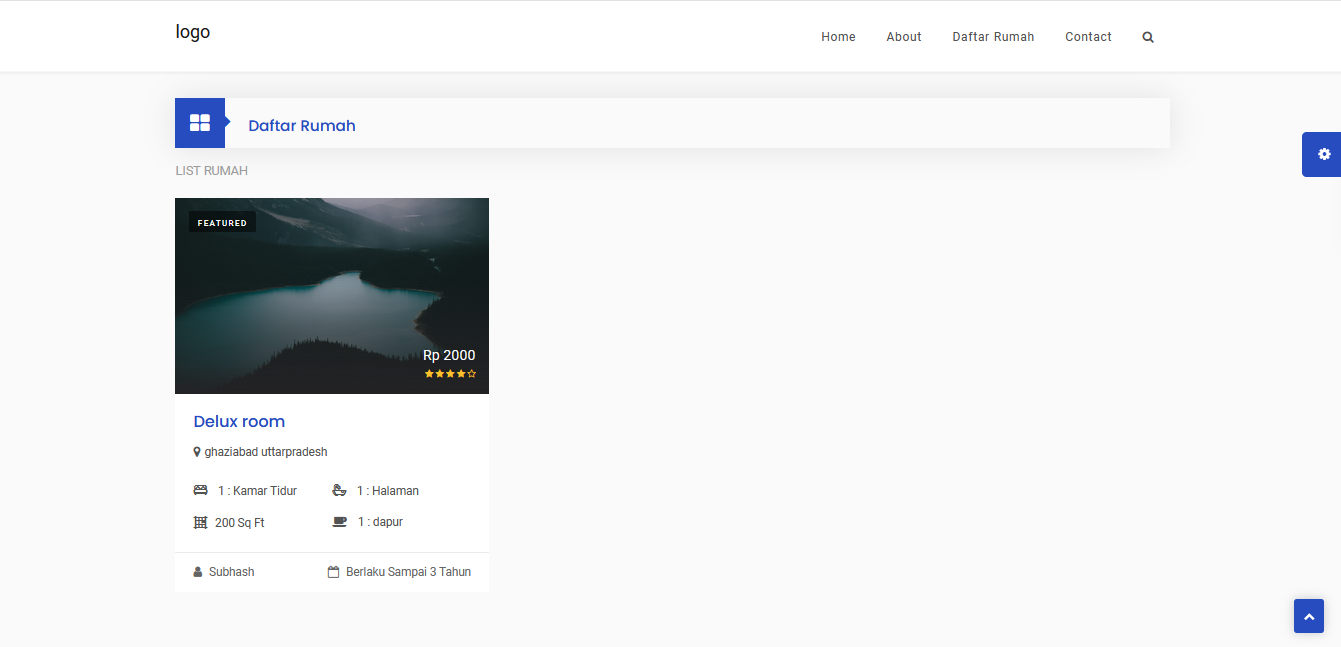 logo
Home About Daftar Rumah Contact
Daftar Rumah
LIST RUMAH
FEATURED
Rp 2000
Delux room
ghaziabad uttarpradesh
1 : Kamar Tidur 1 : Halaman
200 Sq Ft 1 : dapur
Subhash Berlaku Sampai 3 Tahun